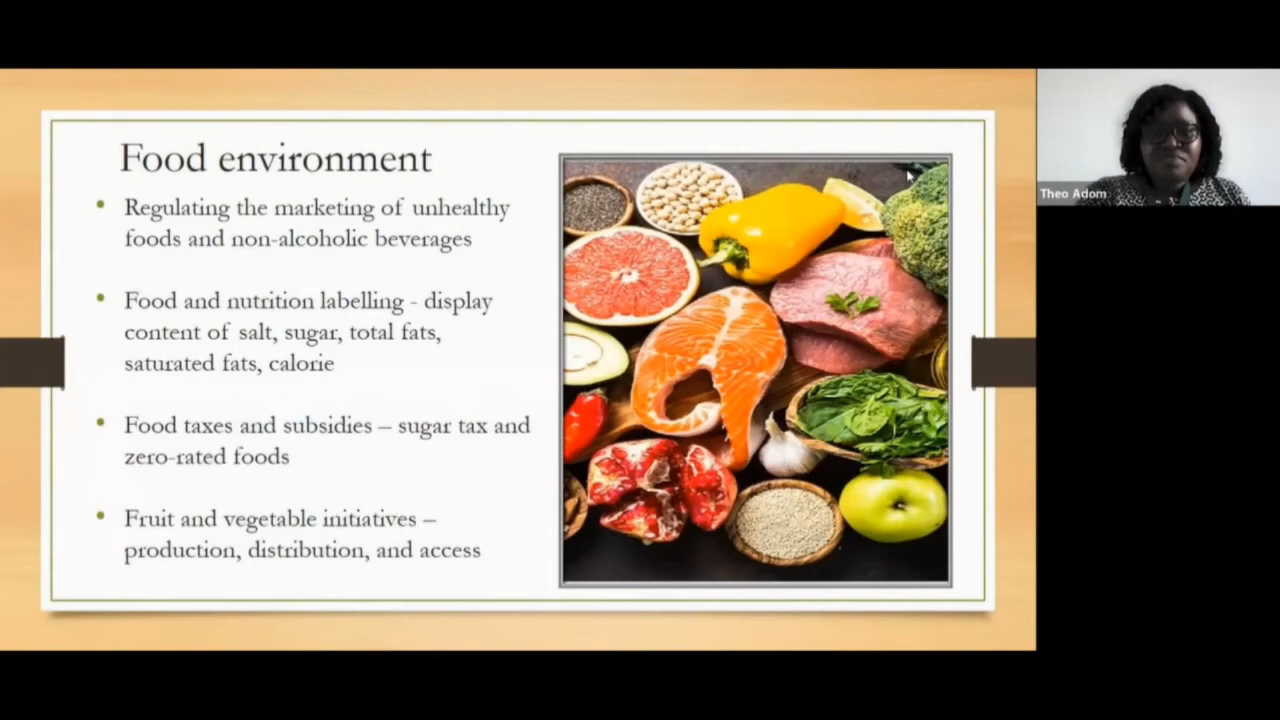 Food environment
• Regulating the marketing of unhealthy
foods and non-alcoholic beverages
• Food and nutrition labelling - display
content of salt, sugar, total fats,
saturated fats, calorie
• Food taxes and subsidies – sugar tax and
zero-rated foods
• Fruit and vegetable initiatives –
production, distribution, and access
Theo Adom